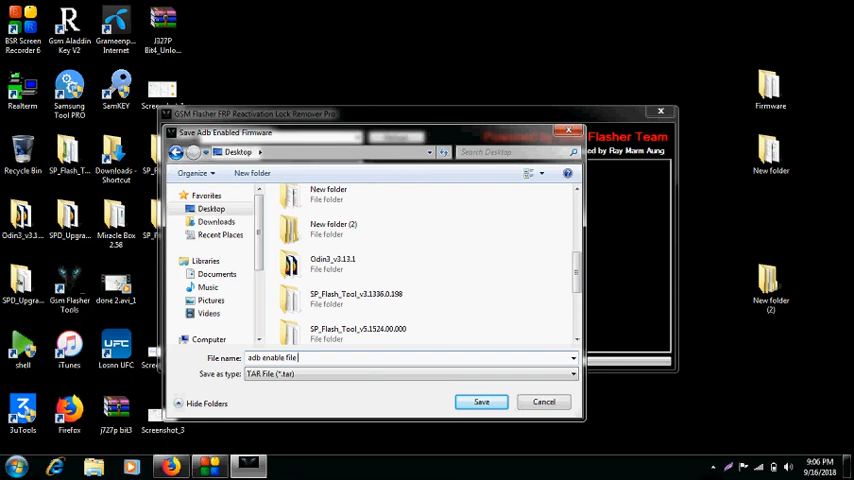 BSR Screen Recorder 6
Gsm Aladdin Key V2
Grameenp... Internet
J327P Bit4_Unlo...
Realterm
Samsung Tool PRO
SamKEY
Screenshot_...
Firmware
GSM Flasher FRP Reactivation Lock Remover Pro
Save Adb Enabled Firmware
Flasher Team
ed by Ray Marn Aung
Desktop
Search Desktop
Organize
New folder
Recycle Bin
SP_Flash_T...
Downloads - Shortcut
SP_
New folder
Favorites
Desktop
Downloads
Recent Places
Libraries
Documents
Music
Pictures
Videos
Computer
New folder
File folder
New folder (2)
File folder
Odin3_v3.13.1
File folder
SP_Flash_Tool_v3.1336.0.198
File folder
SP_Flash_Tool_v5.1524.00.000
File folder
Odin3_v3.1...
SPD_Upgra...
Miracle Box 2.58
SPD_Upgra...
Gsm Flasher Tools
demo 2.avi_1
New folder (2)
File name:
adb enable file
Save as type:
TAR File (*.tar)
Hide Folders
Save
Cancel
shell
iTunes
Losnn UFC
3uTools
Firefox
j727p bit3
Screenshot_3
9:06 PM
9/16/2018